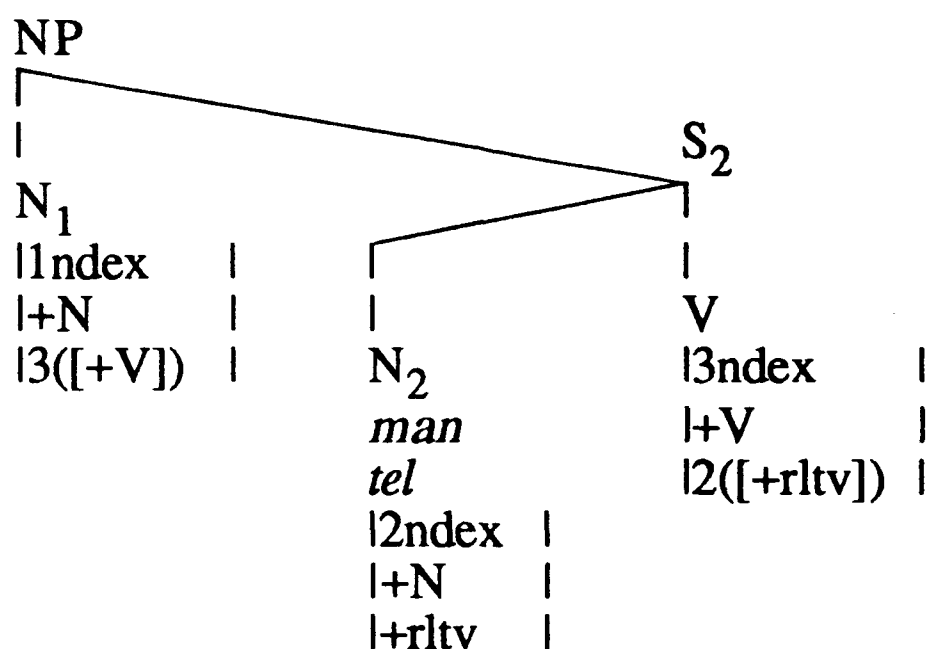 NP
S2
N1
|1ndex |
|+N |
|3([+V]) |
V
|3ndex |
|+V |
|2([+rltv]) |
N2
man
tel
|2ndex |
|+N |
|+rltv |